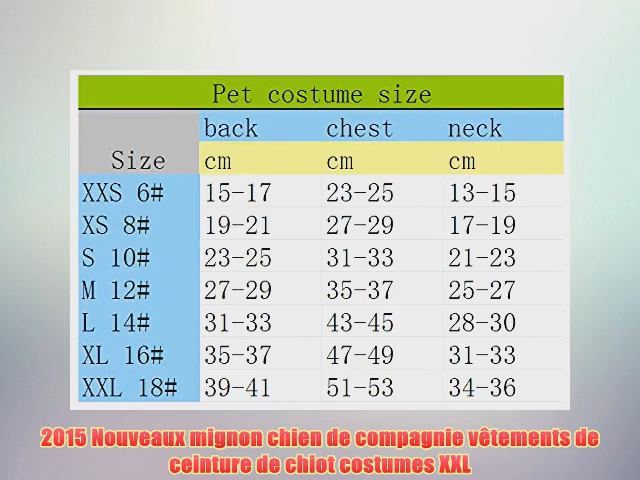 Pet costume size
back chest neck
Size cm cm cm
XXS 6# 15-17 23-25 13-15
XS 8# 19-21 27-29 17-19
S 10# 23-25 31-33 21-23
M 12# 27-29 35-37 25-27
L 14# 31-33 43-45 28-30
XL 16# 35-37 47-49 31-33
XXL 18# 39-41 51-53 34-36
2015 Nouveaux mignon chien de compagnie vêtements de
ceinture de chiot costumes XXL